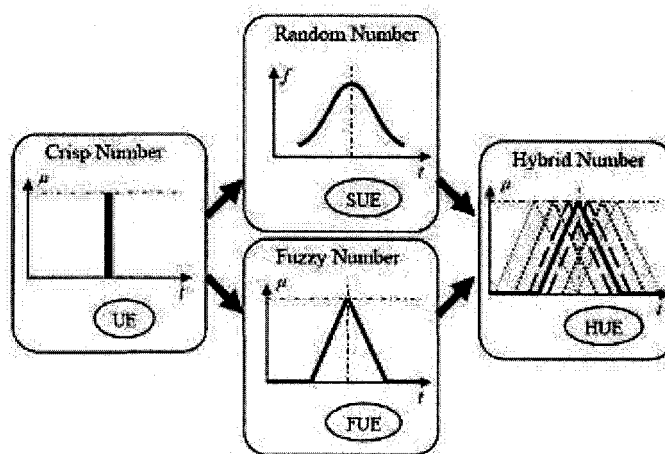 Random Number
f
t
SUE
Crisp Number
μ
t
UE
Fuzzy Number
μ
t
FUE
Hybrid Number
μ
t
HUE